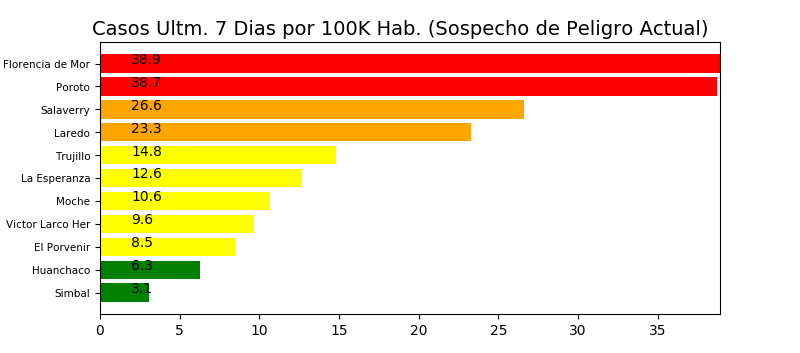 Casos Ultm. 7 Dias por 100K Hab. (Sospecho de Peligro Actual)
Florencia de Mor 38.9
Poroto 38.7
Salaverry 26.6
Laredo 23.3
Trujillo 14.8
La Esperanza 12.6
Moche 10.6
Victor Larco Her 9.6
El Porvenir 8.5
Huanchaco 6.3
Simbal 3.1
0 5 10 15 20 25 30 35